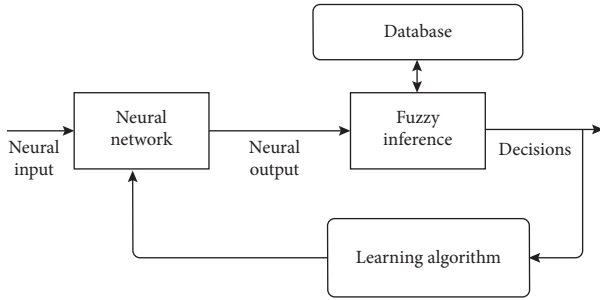 Database
Neural
network
Fuzzy
inference
Neural
input
Neural
output
Decisions
Learning algorithm